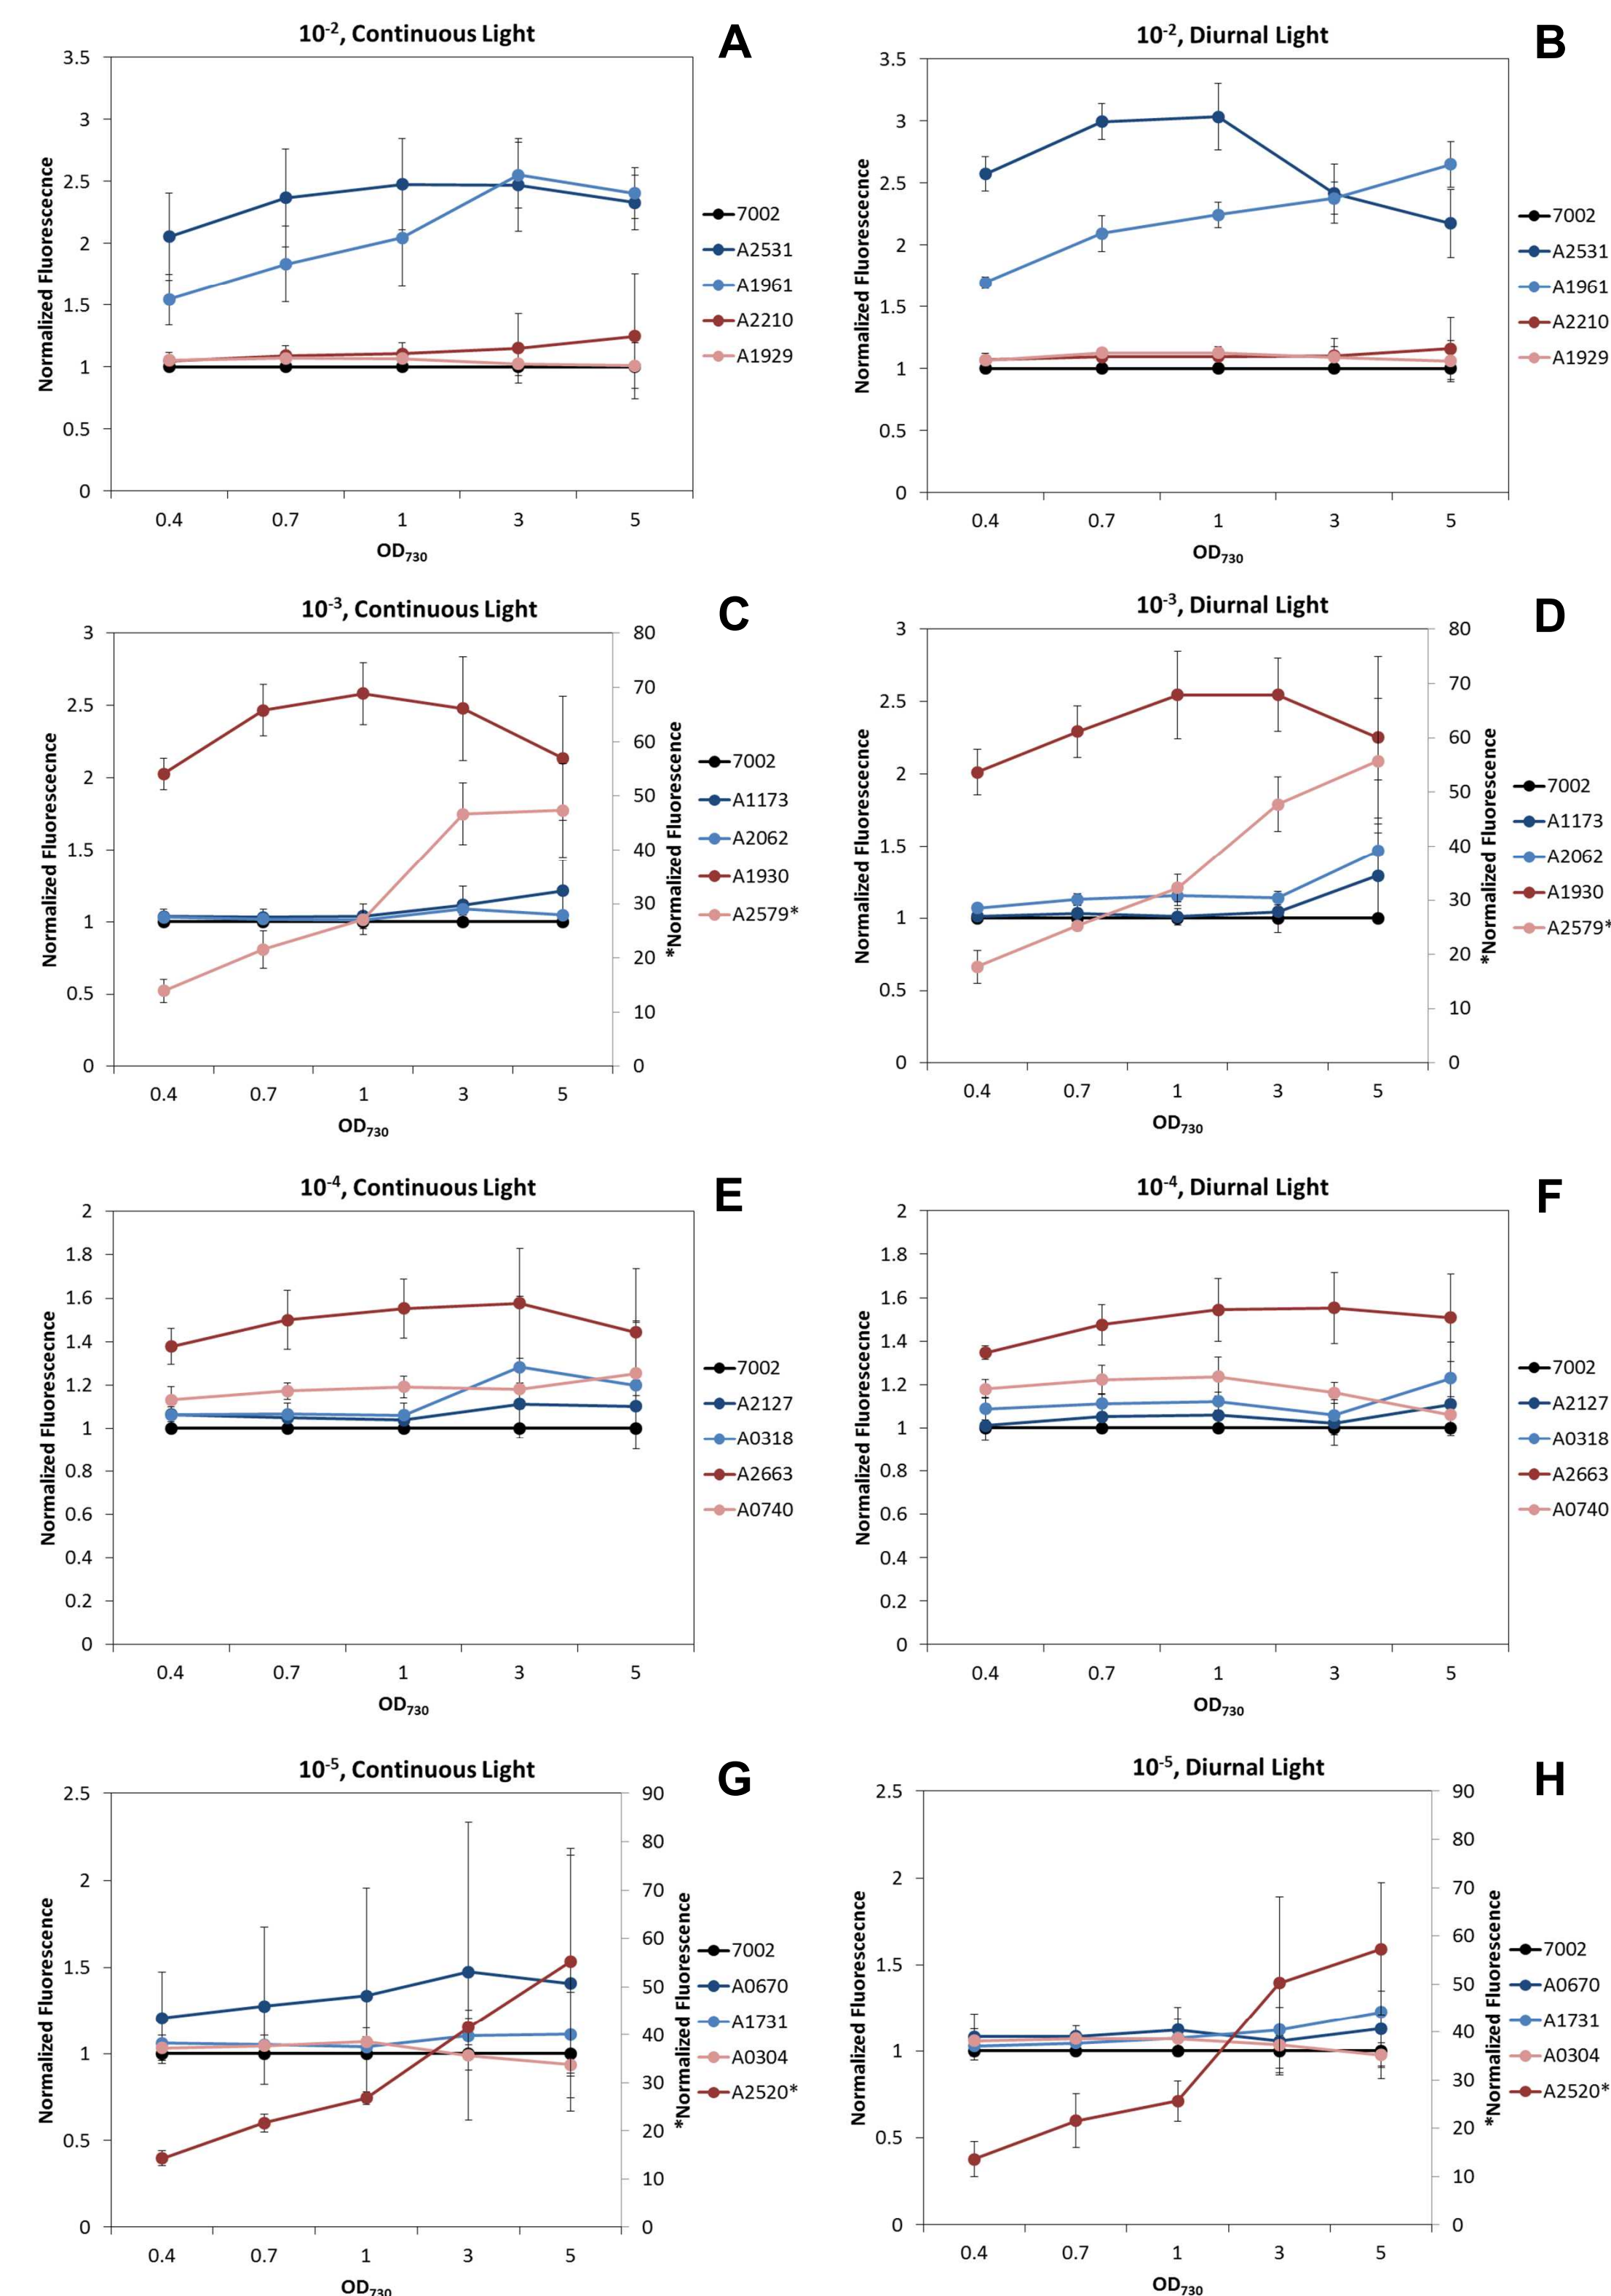 10-2, Continuous Light
A
3.5
3
2.5
2
1.5
1
0.5
0
Normalized Fluorescecnce
0.4 0.7 1 3 5
OD730
7002
A2531
A1961
A2210
A1929
10-2, Diurnal Light
B
3.5
3
2.5
2
1.5
1
0.5
0
Normalized Fluorescecnce
0.4 0.7 1 3 5
OD730
7002
A2531
A1961
A2210
A1929
10-3, Continuous Light
C
3
2.5
2
1.5
1
0.5
0
Normalized Fluorescecnce
80
70
60
50
40
30
20
10
0
*Normalized Fluorescence
0.4 0.7 1 3 5
OD730
7002
A1173
A2062
A1930
A2579*
10-3, Diurnal Light
D
3
2.5
2
1.5
1
0.5
0
Normalized Fluorescecnce
80
70
60
50
40
30
20
10
0
*Normalized Fluorescence
0.4 0.7 1 3 5
OD730
7002
A1173
A2062
A1930
A2579*
10-4, Continuous Light
E
2
1.8
1.6
1.4
1.2
1
0.8
0.6
0.4
0.2
0
Normalized Fluorescecnce
0.4 0.7 1 3 5
OD730
7002
A2127
A0318
A2663
A0740
10-4, Diurnal Light
F
2
1.8
1.6
1.4
1.2
1
0.8
0.6
0.4
0.2
0
Normalized Fluorescecnce
0.4 0.7 1 3 5
OD730
7002
A2127
A0318
A2663
A0740
10-5, Continuous Light
G
2.5
2
1.5
1
0.5
0
Normalized Fluorescence
90
80
70
60
50
40
30
20
10
0
*Normalized Fluorescence
0.4 0.7 1 3 5
OD730
7002
A0670
A1731
A0304
A2520*
10-5, Diurnal Light
H
2.5
2
1.5
1
0.5
0
Normalized Fluorescence
90
80
70
60
50
40
30
20
10
0
*Normalized Fluorescence
0.4 0.7 1 3 5
OD730
7002
A0670
A1731
A0304
A2520*